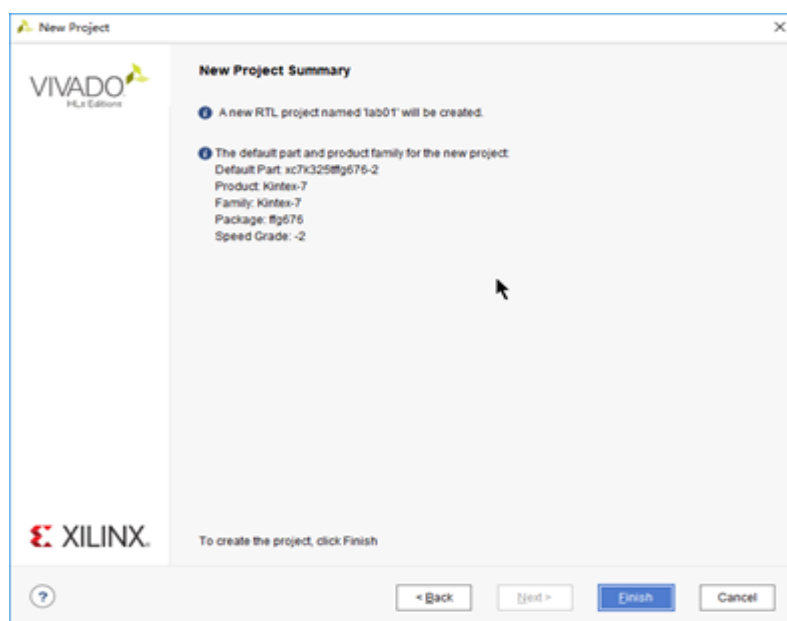 New Project
VIVADO
HLx Editions
New Project Summary
A new RTL project named 'lab01' will be created.
The default part and product family for the new project:
Default Part: xc7k325tffg676-2
Product: Kintex-7
Family: Kintex-7
Package: ffg676
Speed Grade: -2
XILINX
To create the project, click Finish
?
< Back
Next >
Finish
Cancel